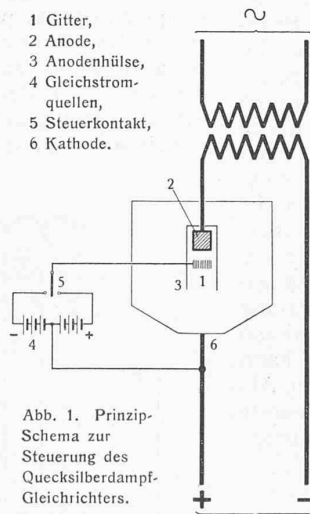 1 Gitter,
2 Anode,
3 Anodenhülse,
4 Gleichstrom-
quellen,
5 Steuerkontakt,
6 Kathode.
~
2
3 1
5
- 4 +
6
Abb. 1. Prinzip-
Schema zur
Steuerung des
Quecksilberdampf-
Gleichrichters.
+ -